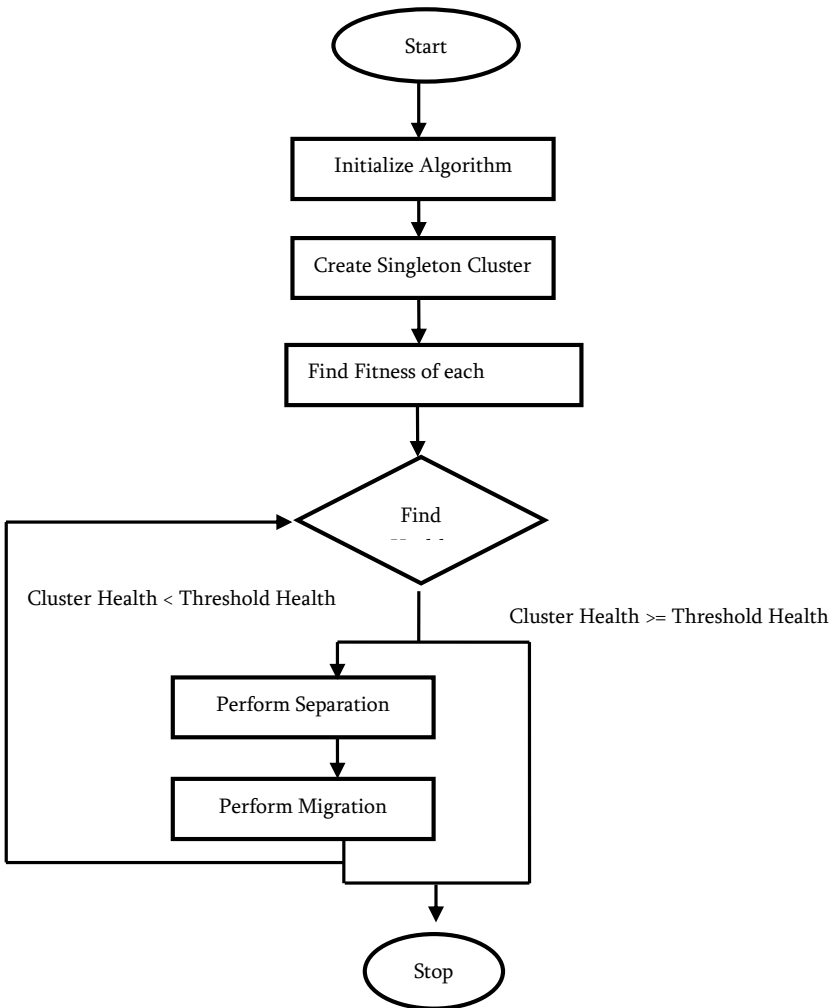 Start
Initialize Algorithm
Create Singleton Cluster
Find Fitness of each
Find
Cluster Health < Threshold Health
Cluster Health >= Threshold Health
Perform Separation
Perform Migration
Stop